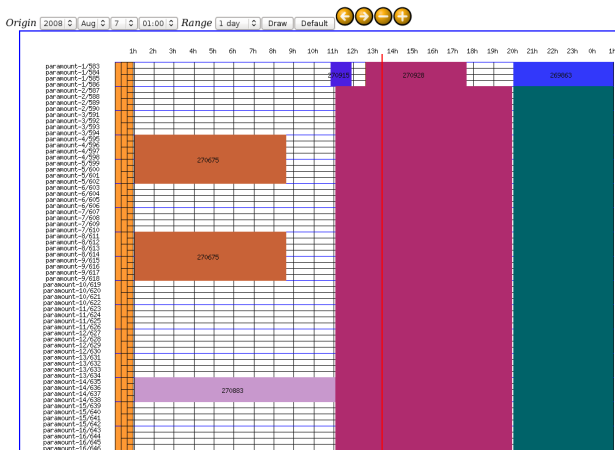 Origin 2008 Aug 7 01:00 Range 1 day Draw Default
1h 2h 3h 4h 5h 6h 7h 8h 9h 10h 11h 12h 13h 14h 15h 16h 17h 18h 19h 20h 21h 22h 23h 0h 1h
paramount-1/583
paramount-1/584
paramount-1/585
paramount-1/586
paramount-2/587
paramount-2/588
paramount-2/589
paramount-2/590
paramount-3/591
paramount-3/592
paramount-3/593
paramount-3/594
paramount-4/595
paramount-4/596
paramount-4/597
paramount-4/598
paramount-5/599
paramount-5/600
paramount-5/601
paramount-5/602
paramount-6/603
paramount-6/604
paramount-6/605
paramount-6/606
paramount-7/607
paramount-7/608
paramount-7/609
paramount-7/610
paramount-8/611
paramount-8/612
paramount-8/613
paramount-8/614
paramount-9/615
paramount-9/616
paramount-9/617
paramount-9/618
paramount-10/619
paramount-10/620
paramount-10/621
paramount-10/622
paramount-11/623
paramount-11/624
paramount-11/625
paramount-11/626
paramount-12/627
paramount-12/628
paramount-12/629
paramount-12/630
paramount-13/631
paramount-13/632
paramount-13/633
paramount-13/634
paramount-14/635
paramount-14/636
paramount-14/637
paramount-14/638
paramount-15/639
paramount-15/640
paramount-15/641
paramount-15/642
paramount-16/643
paramount-16/644
paramount-16/645
paramount-16/646
270915
270928
269863
270675
270675
270883